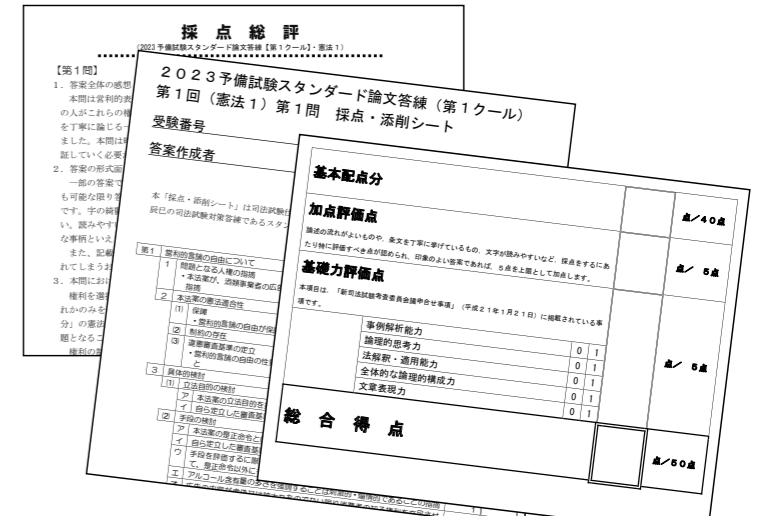 採 点 総 評
(2023 予備試験スタンダード論文答練【第1クール】・憲法1)
【第1問】
1. 答案全体の感想
本問は営利的表
の人がこれらの権
を丁寧に論じる一
ました。本問は
証していく必要
2. 答案の形式面
一部の答案で
も可能な限り答
です。字の綺麗
い、読みやす
な事柄といえ
また、記載
れてしまうお
3. 本問にお
権利を選
れかのみを
分」の憲法
題となるこ
権利の
2023予備試験スタンダード論文答練(第1クール)
第1回(憲法1)第1問 採点・添削シート
受験番号
答案作成者
本「採点・添削シート」は司法試験
辰已の司法試験対策答練であるスタン
第1 営利的言論の自由について
1 問題となる人権の指摘
・本法案が、酒類事業者の広
指摘
2 本法案の憲法適合性
(1) 保障
・営利的言論の自由が保
(2) 制約の存在
(3) 違憲審査基準の定立
・営利的言論の自由の性
と
3 具体的検討
(1) 立法目的の検討
ア 本法案の立法目的を
イ 自ら定立した審査基
(2) 手段の検討
ア 本法案の是正命令と
イ 自ら定立した審査基
ウ 手段を評価するに際
て、是正命令以外に
エ アルコール含有量の多さを強調することは刺激的・煽情的であることの指摘
基本配点分
点/40点
加点評価点
論述の流れがよいものや、条文を丁寧に挙げているもの、文字が読みやすいなど、採点をするにあ
たり特に評価すべき点が認められ、印象のよい答案であれば、5点を上限として加点します。
点/ 5点
基礎力評価点
本項目は、「新司法試験考査委員会議申合せ事項」(平成21年1月21日)に掲載されている事
項です。
事例解析能力 0 1
論理的思考力 0 1
法解釈・適用能力 0 1
全体的な論理的構成力 0 1
文章表現力 0 1
点/ 5点
総 合 得 点
点/50点